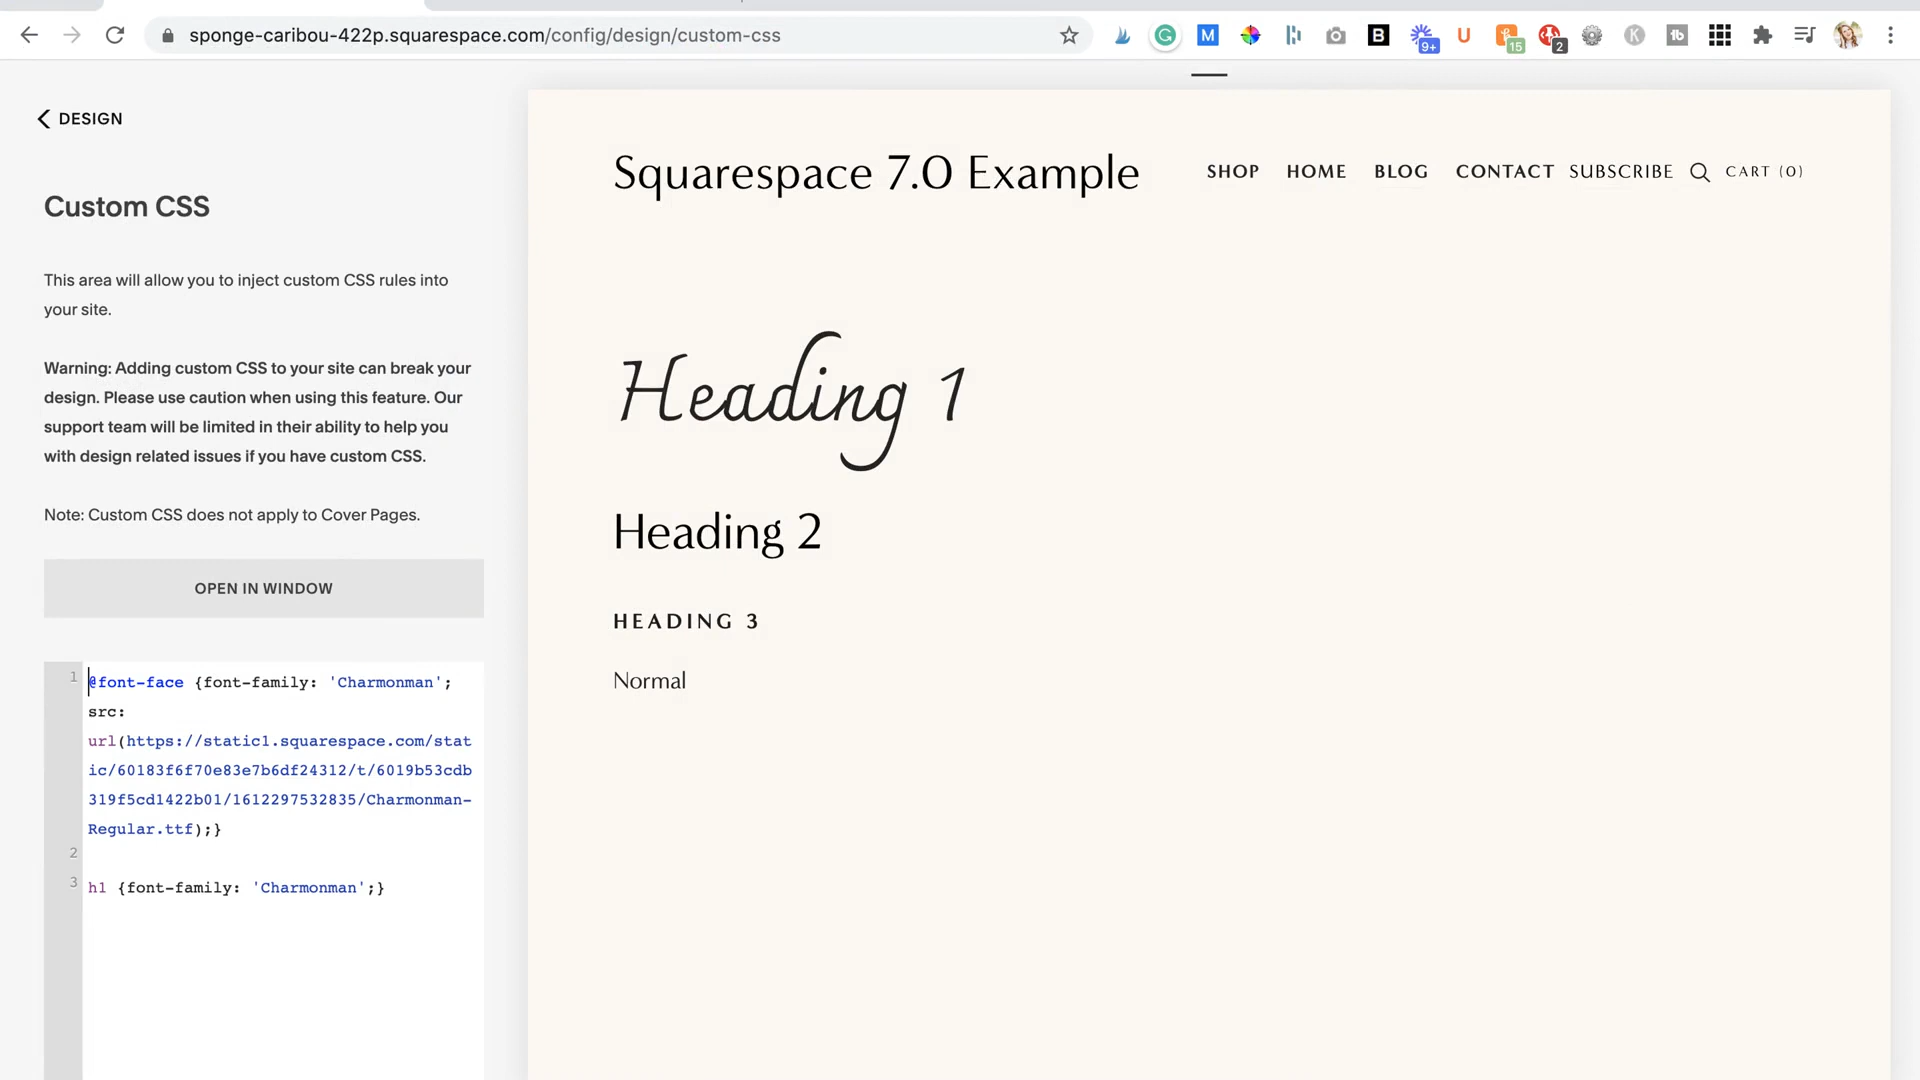 sponge-caribou-422p.squarespace.com/config/design/custom-css
M
B
9+
U
15
2
K
DESIGN
Custom CSS
This area will allow you to inject custom CSS rules into
your site.
Warning: Adding custom CSS to your site can break your
design. Please use caution when using this feature. Our
support team will be limited in their ability to help you
with design related issues if you have custom CSS.
Note: Custom CSS does not apply to Cover Pages.
OPEN IN WINDOW
1 @font-face {font-family: 'Charmonman';
src:
url(https://static1.squarespace.com/stat
ic/60183f6f70e83e7b6df24312/t/6019b53cdb
319f5cd1422b01/1612297532835/Charmonman-
Regular.ttf);}
2
3 h1 {font-family: 'Charmonman';}
Squarespace 7.0 Example
SHOP HOME BLOG CONTACT SUBSCRIBE CART (0)
Heading 1
Heading 2
HEADING 3
Normal